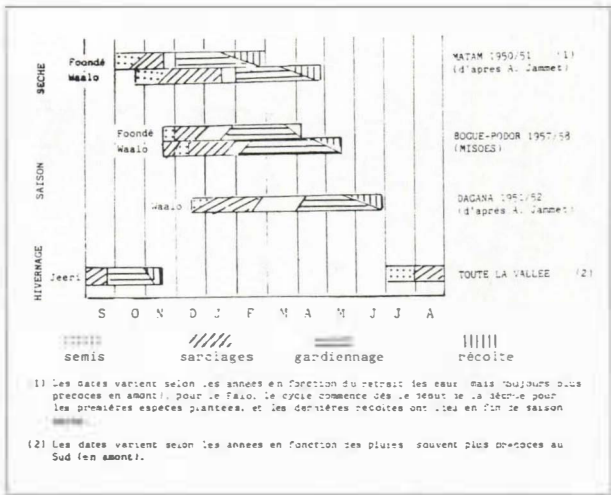 SECHE
SAISON
HIVERNAGE
Foondé
Waalo
MATAM 1950/51 (1)
(d'après A. Jammet)
Foondé
Waalo
BOGUE-PODOR 1957/58
(MISOES)
Waalo
DAGANA 1951/52
(d'après A. Jammet)
Jeeri
TOUTE LA VALLEE (2)
S O N D J F M A M J J A
semis sarclages gardiennage récolte
1) Les dates varient selon les années en fonction du retrait des eaux mais toujours plus
précoces en amont). pour le Falo, le cycle commence dès le début de la décrue pour
les premières espèces plantées, et les dernières récoltes ont lieu en fin de saison
(2) Les dates varient selon les années en fonction des pluies souvent plus précoces au
Sud (en amont).